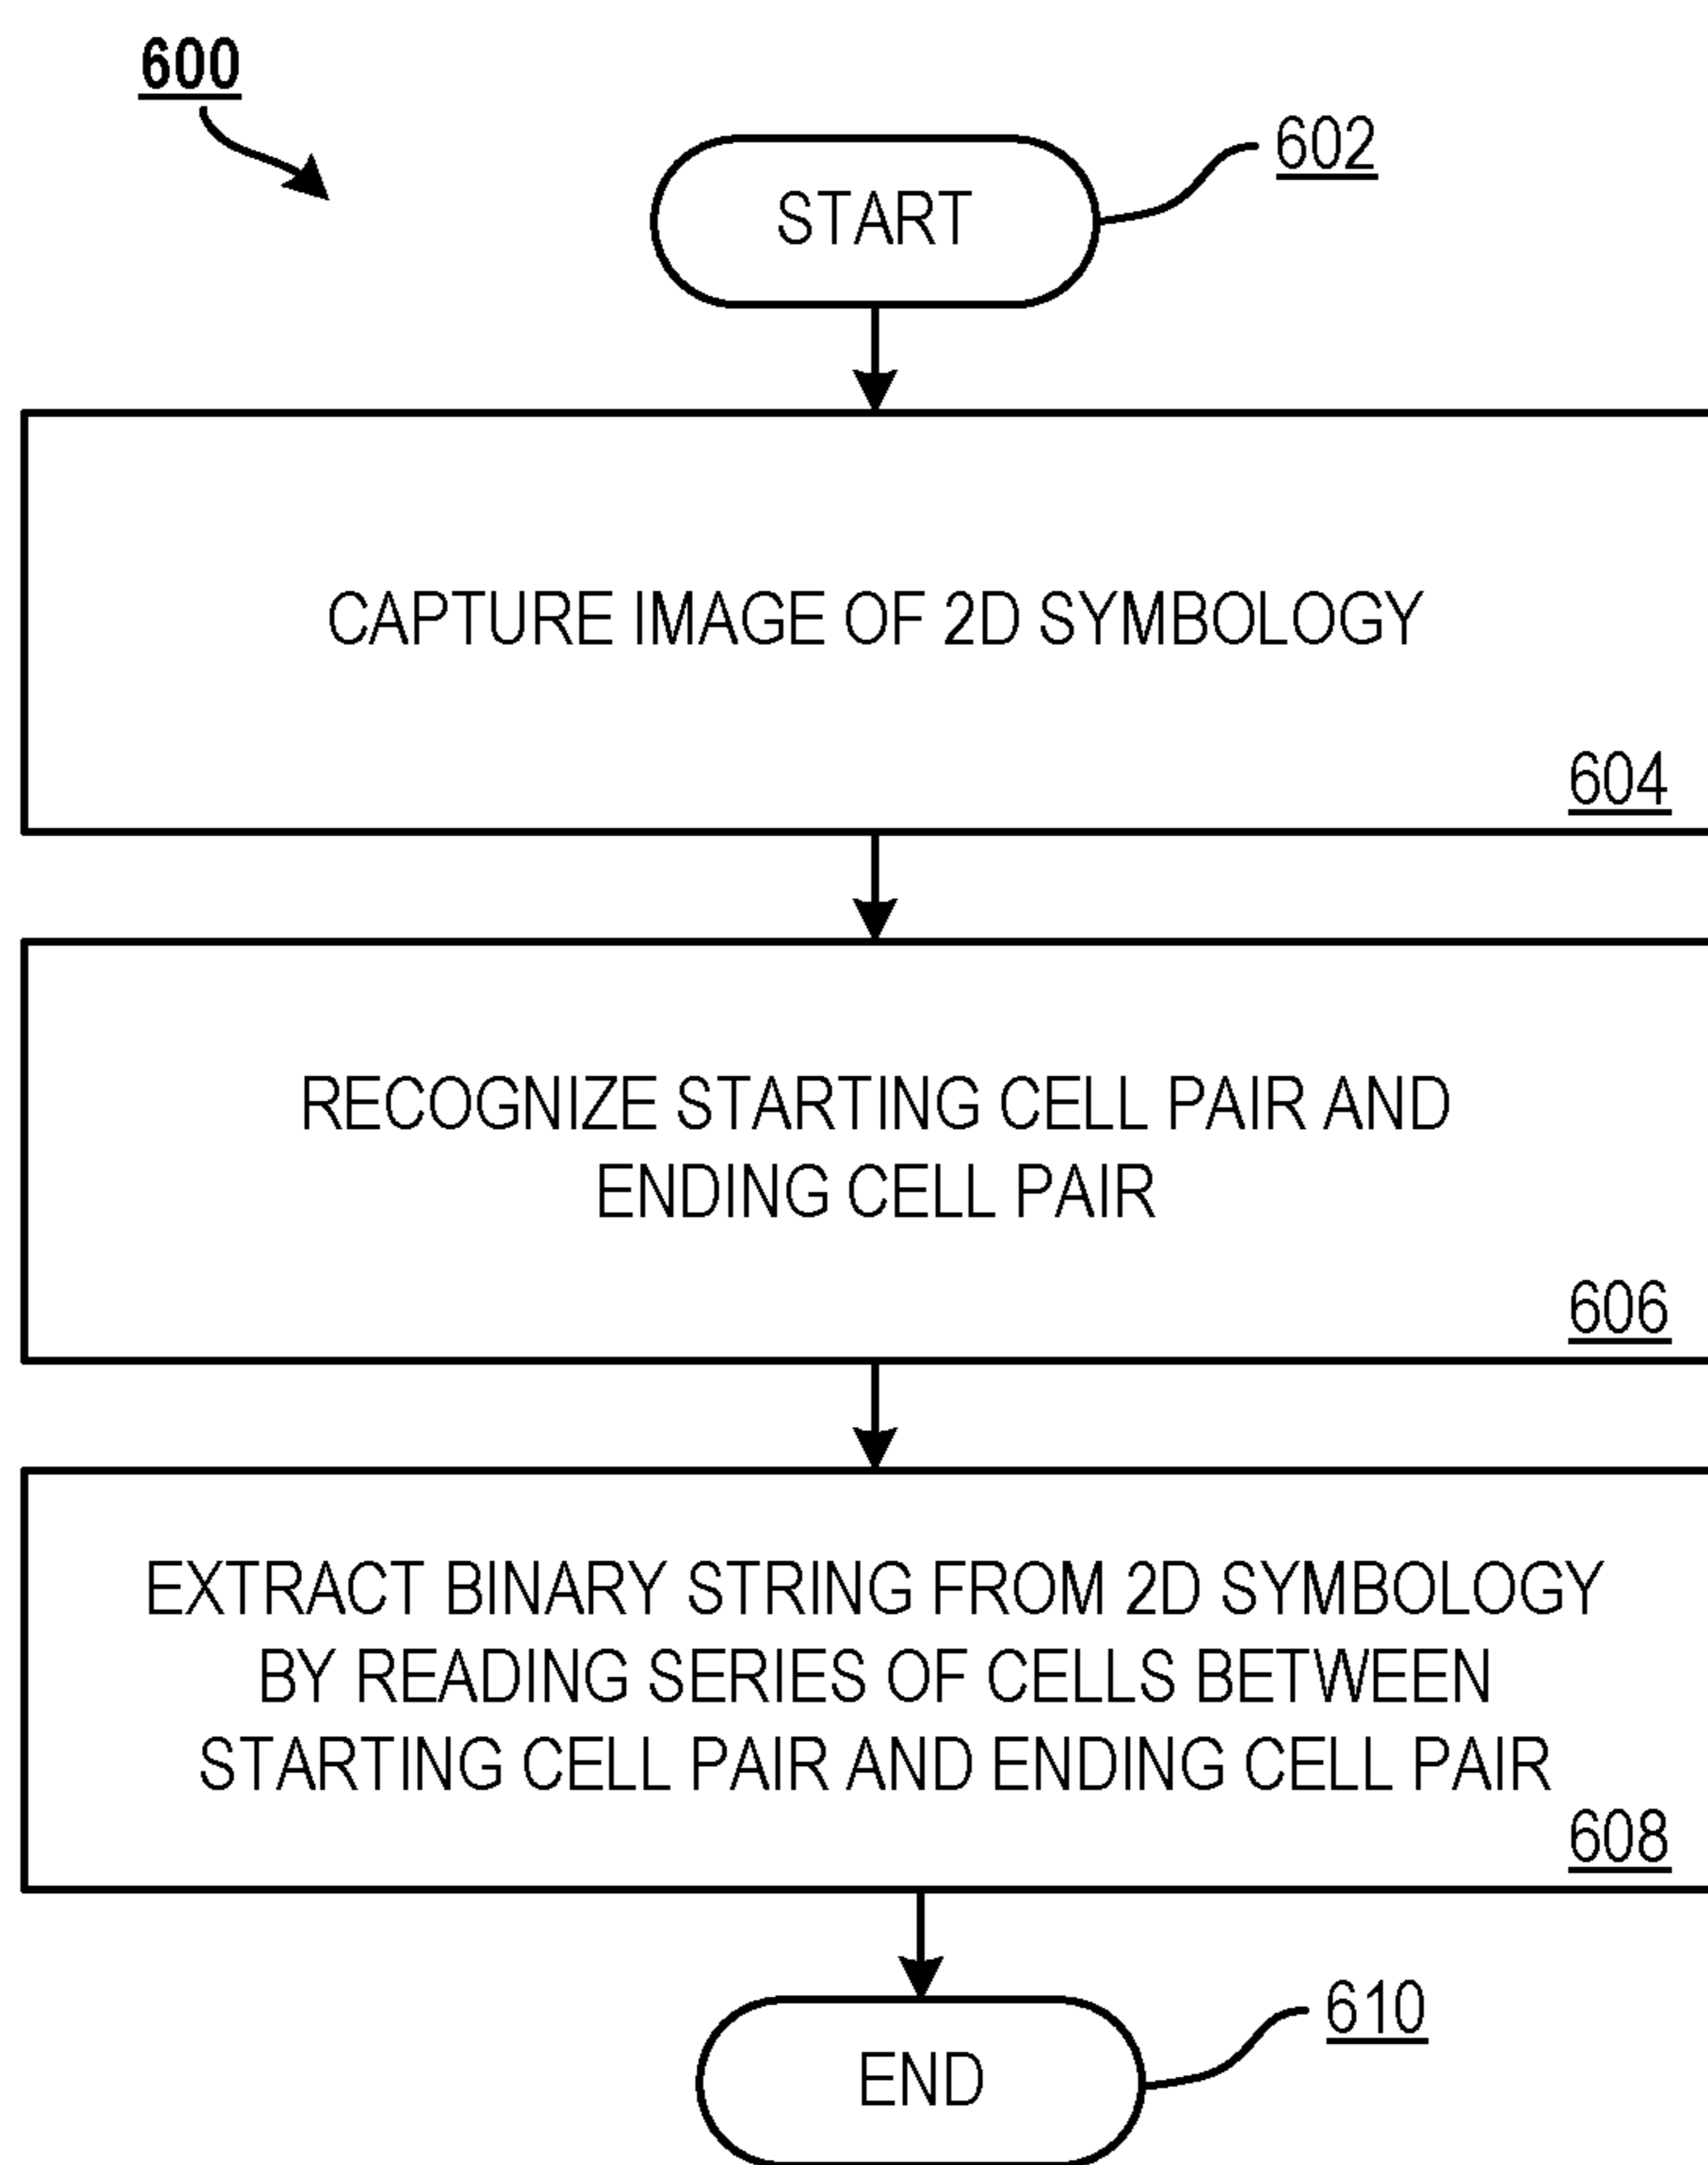 600
602
START
CAPTURE IMAGE OF 2D SYMBOLOGY
604
RECOGNIZE STARTING CELL PAIR AND
ENDING CELL PAIR
606
EXTRACT BINARY STRING FROM 2D SYMBOLOGY
BY READING SERIES OF CELLS BETWEEN
STARTING CELL PAIR AND ENDING CELL PAIR
608
610
END